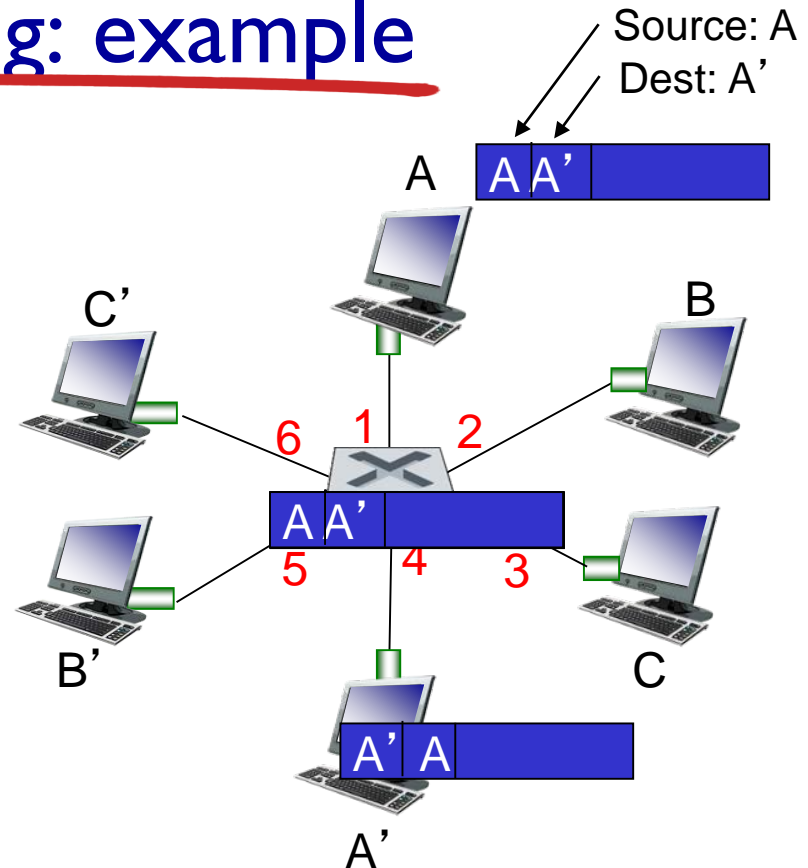 g: example
Source: A
Dest: A’
A
A A’
C’
B
6 1 2
A A’
5 4 3
B’
C
A’ A
A’